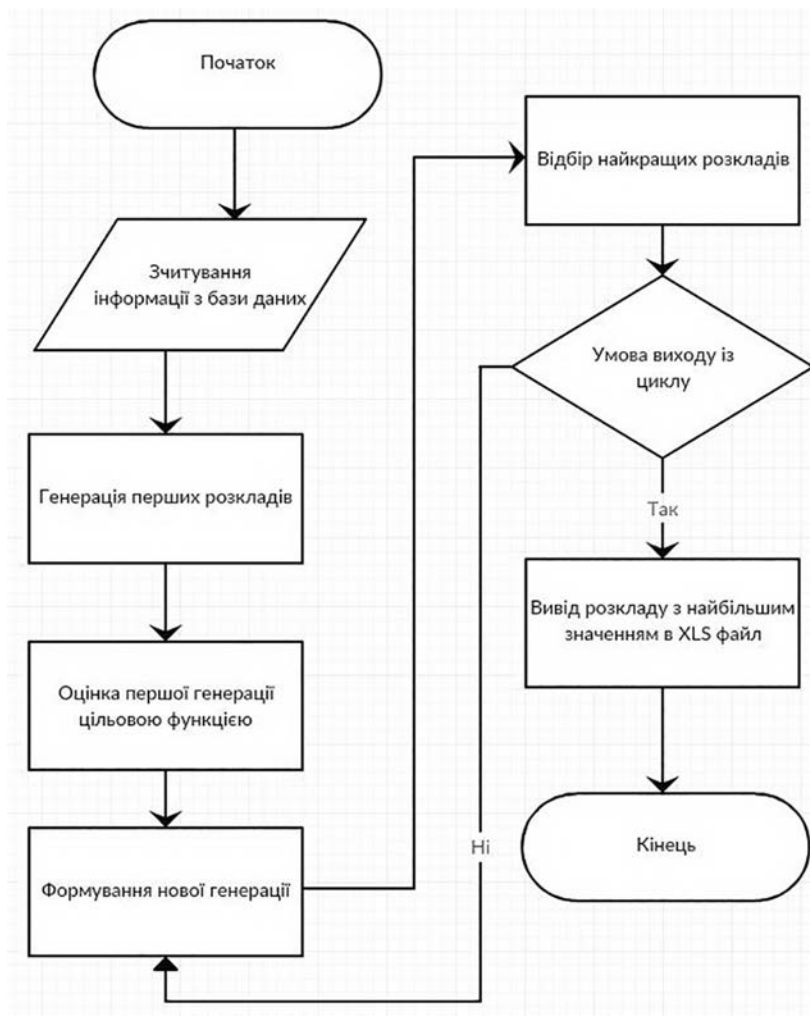 Початок
Зчитування
інформації з бази даних
Генерація перших розкладів
Оцінка першої генерації
цільовою функцією
Формування нової генерації
Відбір найкращих розкладів
Умова виходу із
циклу
Так
Ні
Вивід розкладу з найбільшим
значенням в XLS файл
Кінець